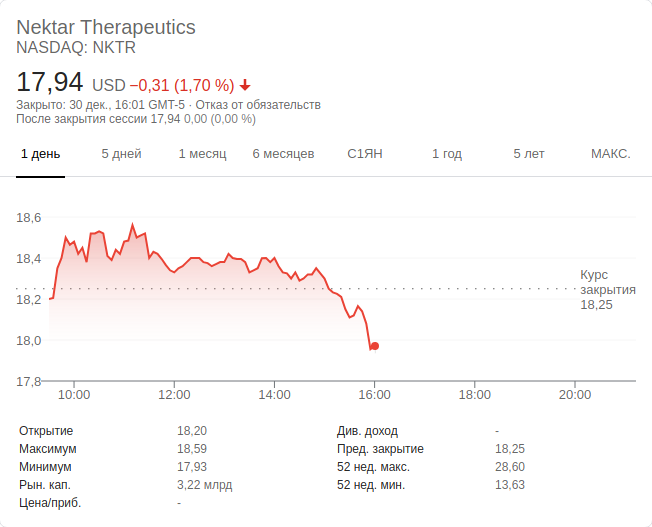 Nektar Therapeutics
NASDAQ: NKTR
17,94 USD −0,31 (1,70 %)
Закрыто: 30 дек., 16:01 GMT-5 · Отказ от обязательств
После закрытия сессии 17,94 0,00 (0,00 %)
1 день 5 дней 1 месяц 6 месяцев С1ЯН 1 год 5 лет МАКС.
18,6
18,4
18,2
18,0
17,8
Курс
закрытия
18,25
10:00 12:00 14:00 16:00 18:00 20:00
Открытие 18,20 Див. доход -
Максимум 18,59 Пред. закрытие 18,25
Минимум 17,93 52 нед. макс. 28,60
Рын. кап. 3,22 млрд 52 нед. мин. 13,63
Цена/приб. -